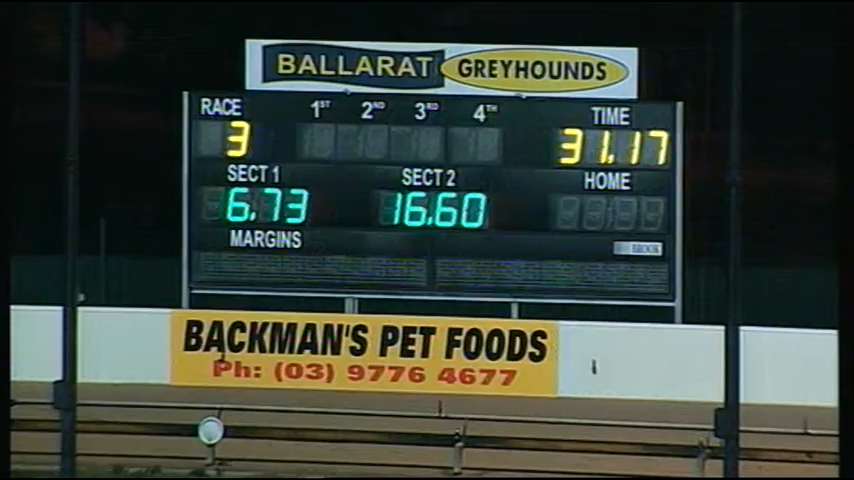 BALLARAT GREYHOUNDS
RACE 1ST 2ND 3RD 4TH TIME
3 31.17
SECT 1 SECT 2 HOME
6.73 16.60
MARGINS BROOK
BACKMAN'S PET FOODS
Ph: (03) 9776 4677